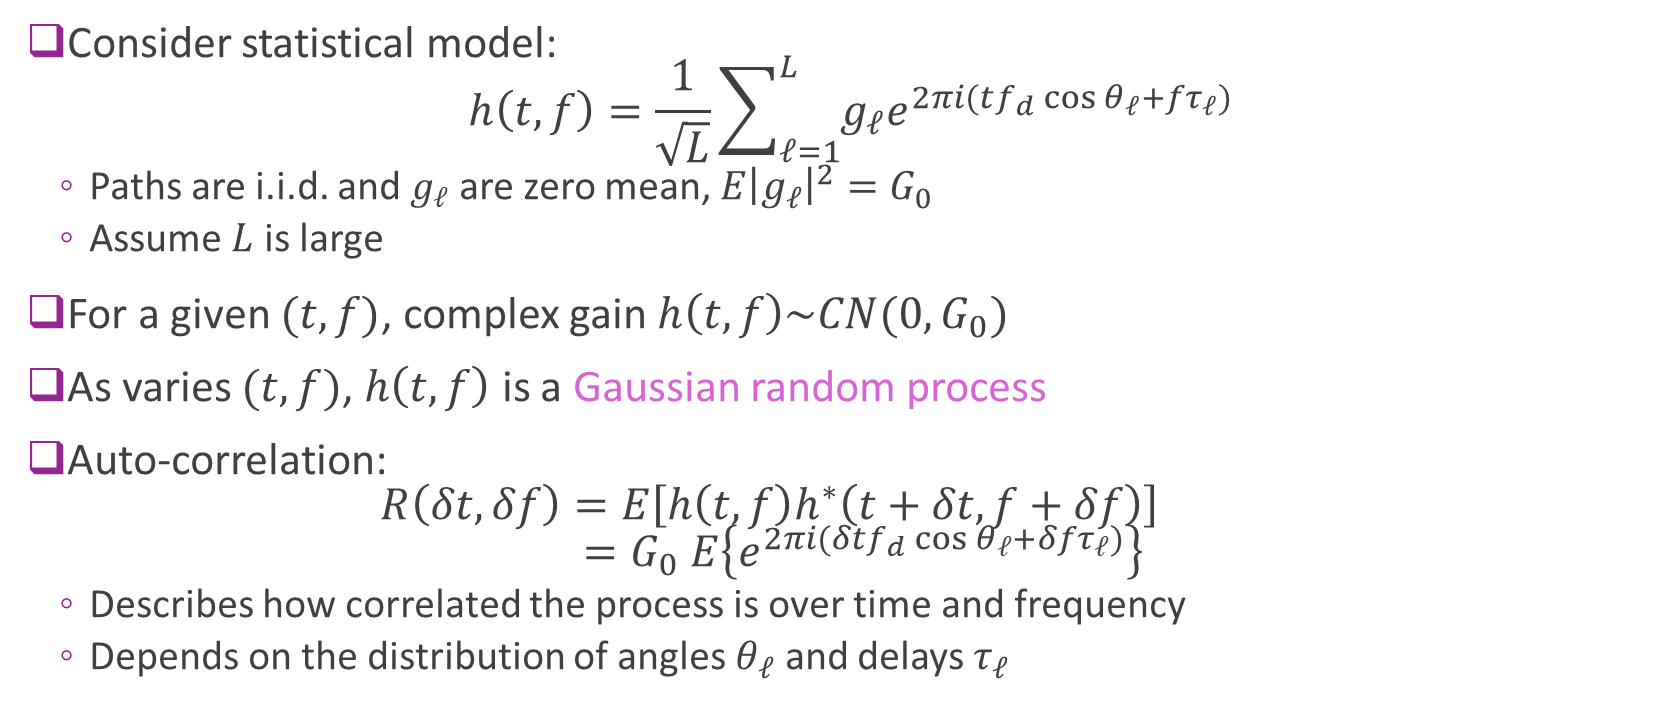 ❑Consider statistical model:
h(t, f) = \frac{1}{\sqrt{L}} \sum_{ℓ=1}^{L} g_ℓ e^{2πi(tf_d cos θ_ℓ+fτ_ℓ)}
◦ Paths are i.i.d. and g_ℓ are zero mean, E|g_ℓ|^2 = G_0
◦ Assume L is large
❑For a given (t, f), complex gain h(t, f)~CN(0, G_0)
❑As varies (t, f), h(t, f) is a Gaussian random process
❑Auto-correlation:
R(δt, δf) = E[h(t, f)h^*(t + δt, f + δf)]
= G_0 E{e^{2πi(δtf_d cos θ_ℓ+δfτ_ℓ)}}
◦ Describes how correlated the process is over time and frequency
◦ Depends on the distribution of angles θ_ℓ and delays τ_ℓ